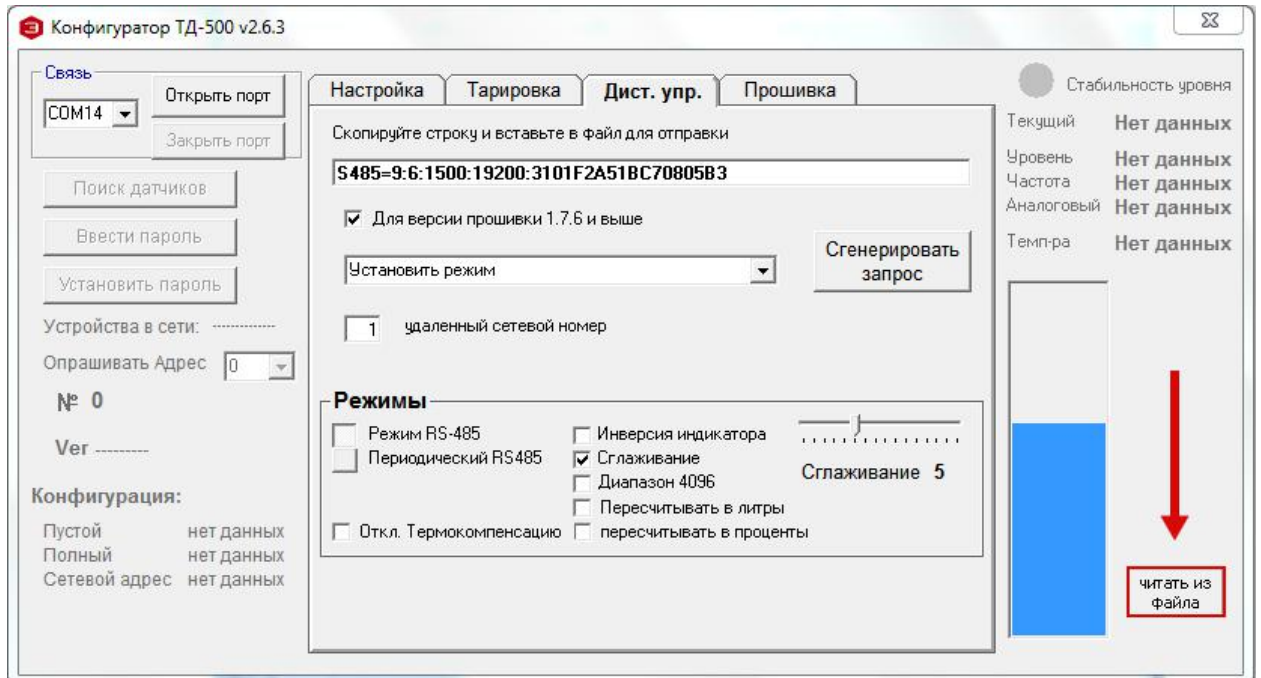 Конфигуратор ТД-500 v2.6.3
Связь
COM14
Открыть порт
Закрыть порт
Поиск датчиков
Ввести пароль
Установить пароль
Устройства в сети: -------------
Опрашивать Адрес 0
№ 0
Ver ---------
Конфигурация:
Пустой нет данных
Полный нет данных
Сетевой адрес нет данных
Настройка Тарировка Дист. упр. Прошивка
Скопируйте строку и вставьте в файл для отправки
S485=9:6:1500:19200:3101F2A51BC70805B3
Для версии прошивки 1.7.6 и выше
Установить режим
Сгенерировать
запрос
1 удаленный сетевой номер
Режимы
Режим RS-485
Периодический RS485
Откл. Термокомпенсацию
Инверсия индикатора
Сглаживание
Диапазон 4096
Пересчитывать в литры
пересчитывать в проценты
Сглаживание 5
Стабильность уровня
Текущий Нет данных
Уровень Нет данных
Частота Нет данных
Аналоговый Нет данных
Темп-ра Нет данных
читать из
файла